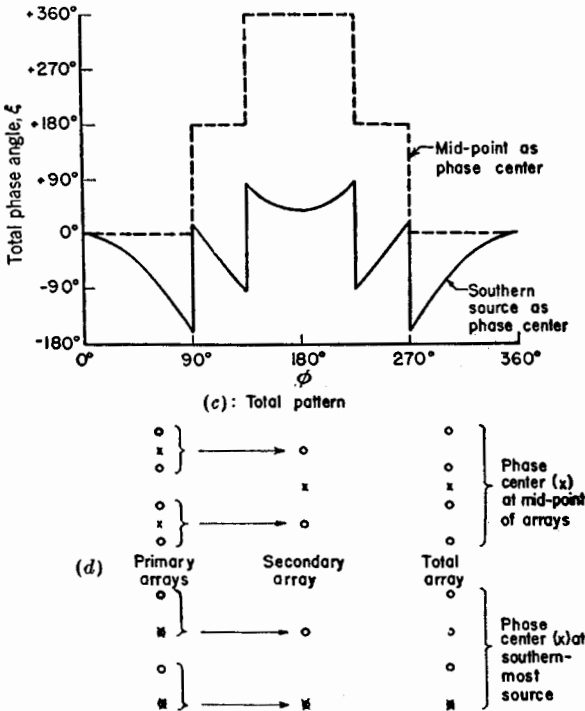 +360°
+270°
+180°
+90°
0°
-90°
-180°
Total phase angle, ξ
Mid-point as
phase center
Southern
source as
phase center
0° 90° 180° 270° 360°
ϕ
(c): Total pattern
Phase
center (x)
at mid-point
of arrays
(d) Primary Secondary Total
arrays array array
Phase
center (x) at
southern-
most
source